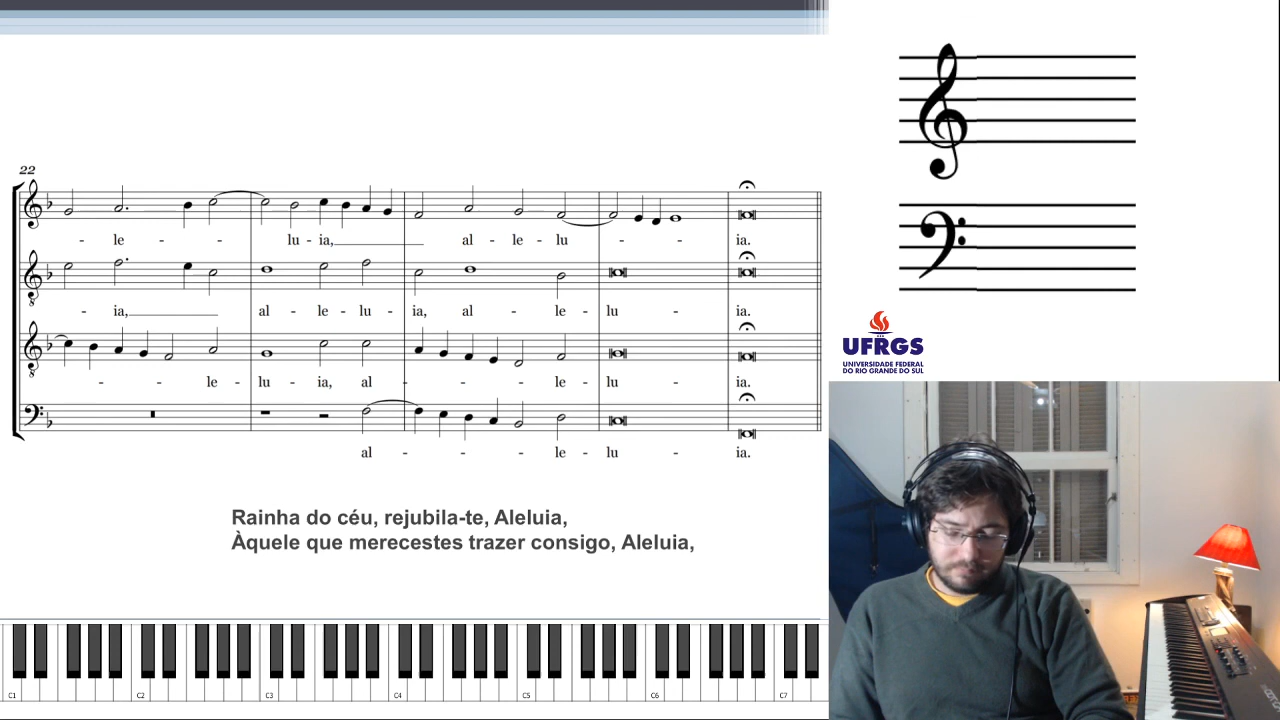 22
- le - - lu - ia, al - le - lu - - ia.
- ia, al - le - lu - ia, al - le - lu - ia.
- - le - lu - ia, al - - - le - lu - ia.
al - - - le - lu - ia.
Rainha do céu, rejubila-te, Aleluia,
Àquele que merecestes trazer consigo, Aleluia,
C1 C2 C3 C4 C5 C6 C7
UFRGS
UNIVERSIDADE FEDERAL
DO RIO GRANDE DO SUL